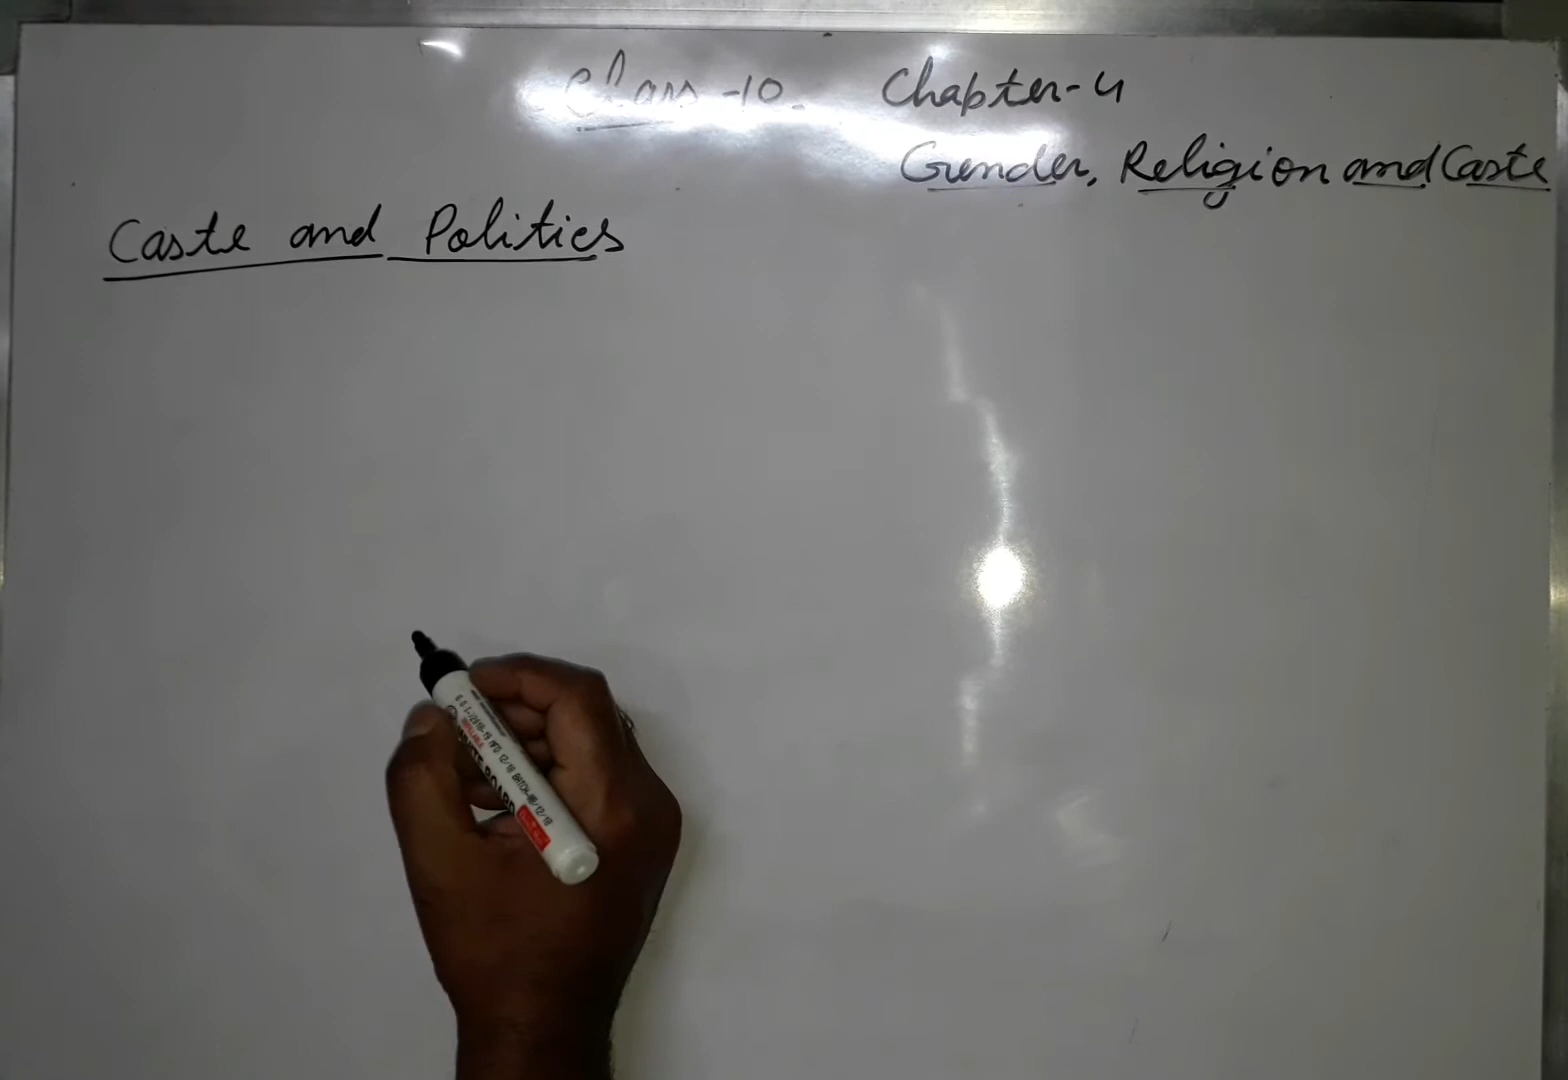 Class -10. Chapter-4
Gender, Religion and Caste
Caste and Politics